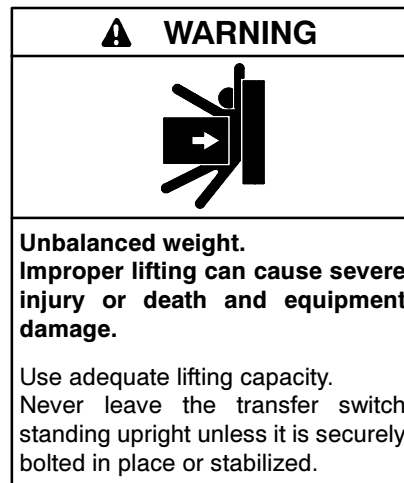 WARNING
Unbalanced weight.
Improper lifting can cause severe
injury or death and equipment
damage.
Use adequate lifting capacity.
Never leave the transfer switch
standing upright unless it is securely
bolted in place or stabilized.